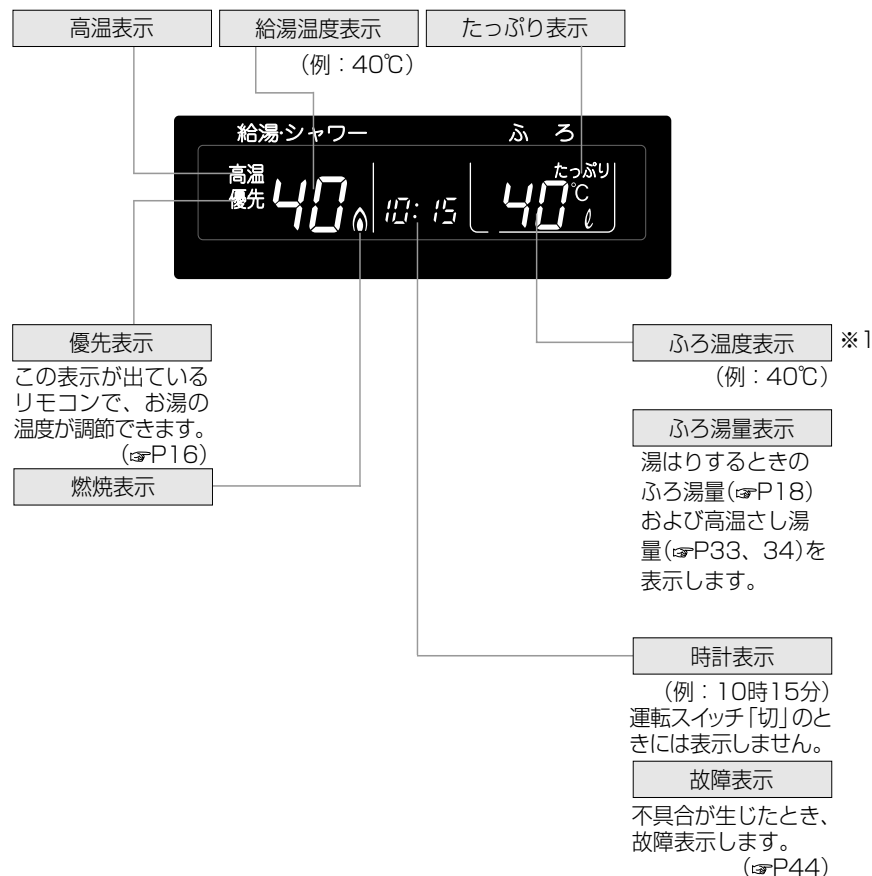 高温表示
給湯温度表示
たっぷり表示
(例：40℃)
給湯・シャワー
ふ ろ
高温
優先
40
10:15
たっぷり
40℃
ℓ
優先表示
この表示が出ている
リモコンで、お湯の
温度が調節できます。
(☞P16)
燃焼表示
ふろ温度表示 ※1
(例：40℃)
ふろ湯量表示
湯はりするときの
ふろ湯量(☞P18)
および高温さし湯
量(☞P33、34)を
表示します。
時計表示
(例：10時15分)
運転スイッチ「切」のと
きには表示しません。
故障表示
不具合が生じたとき、
故障表示します。
(☞P44)